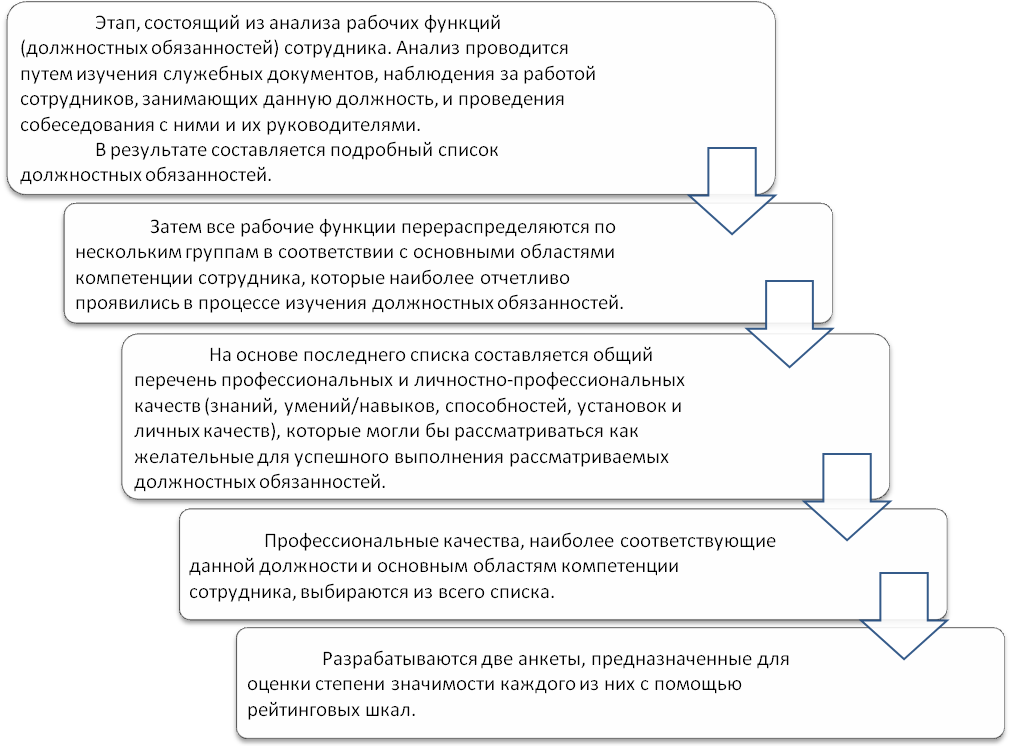 Этап, состоящий из анализа рабочих функций
(должностных обязанностей) сотрудника. Анализ проводится
путем изучения служебных документов, наблюдения за работой
сотрудников, занимающих данную должность, и проведения
собеседования с ними и их руководителями.
В результате составляется подробный список
должностных обязанностей.
Затем все рабочие функции перераспределяются по
нескольким группам в соответствии с основными областями
компетенции сотрудника, которые наиболее отчетливо
проявились в процессе изучения должностных обязанностей.
На основе последнего списка составляется общий
перечень профессиональных и личностно-профессиональных
качеств (знаний, умений/навыков, способностей, установок и
личных качеств), которые могли бы рассматриваться как
желательные для успешного выполнения рассматриваемых
должностных обязанностей.
Профессиональные качества, наиболее соответствующие
данной должности и основным областям компетенции
сотрудника, выбираются из всего списка.
Разрабатываются две анкеты, предназначенные для
оценки степени значимости каждого из них с помощью
рейтинговых шкал.